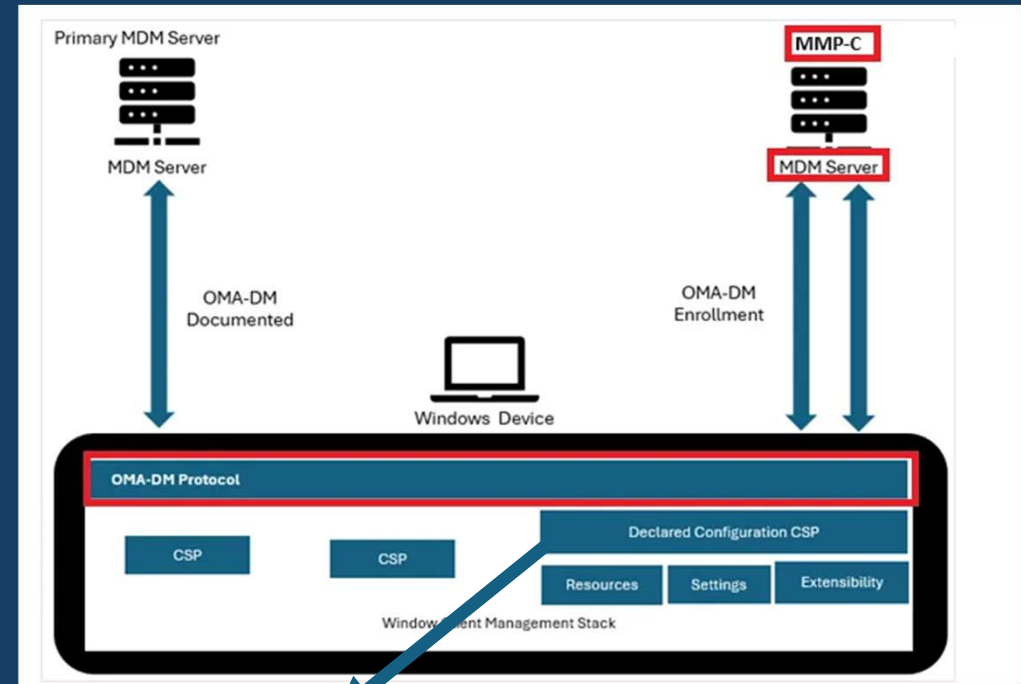 Primary MDM Server
MMP-C
MDM Server
MDM Server
OMA-DM
Documented
OMA-DM
Enrollment
Windows Device
OMA-DM Protocol
Declared Configuration CSP
CSP
CSP
Resources
Settings
Extensibility
Window Management Stack